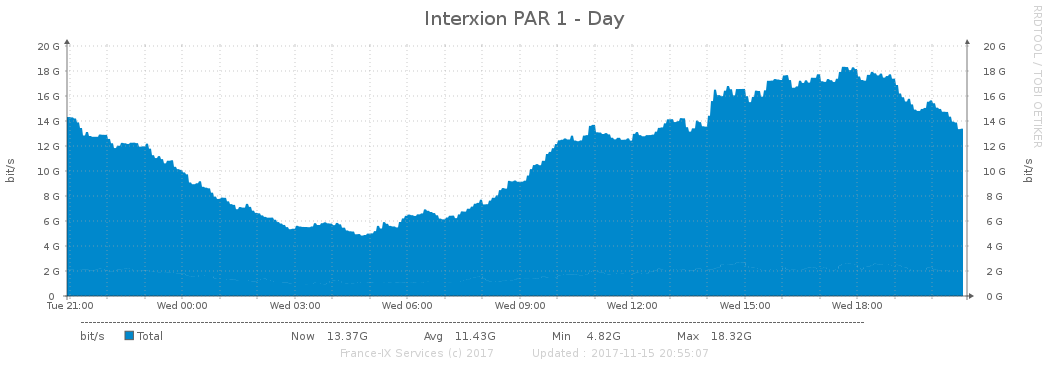 Interxion PAR 1 - Day
RRDTOOL / TOBI OETIKER
20 G 20 G
18 G 18 G
16 G 16 G
14 G 14 G
12 G 12 G
10 G 10 G
8 G 8 G
6 G 6 G
4 G 4 G
2 G 2 G
0 0 G
bit/s bit/s
Tue 21:00 Wed 00:00 Wed 03:00 Wed 06:00 Wed 09:00 Wed 12:00 Wed 15:00 Wed 18:00
bit/s Total Now 13.37G Avg 11.43G Min 4.82G Max 18.32G
France-IX Services (c) 2017 Updated : 2017-11-15 20:55:07